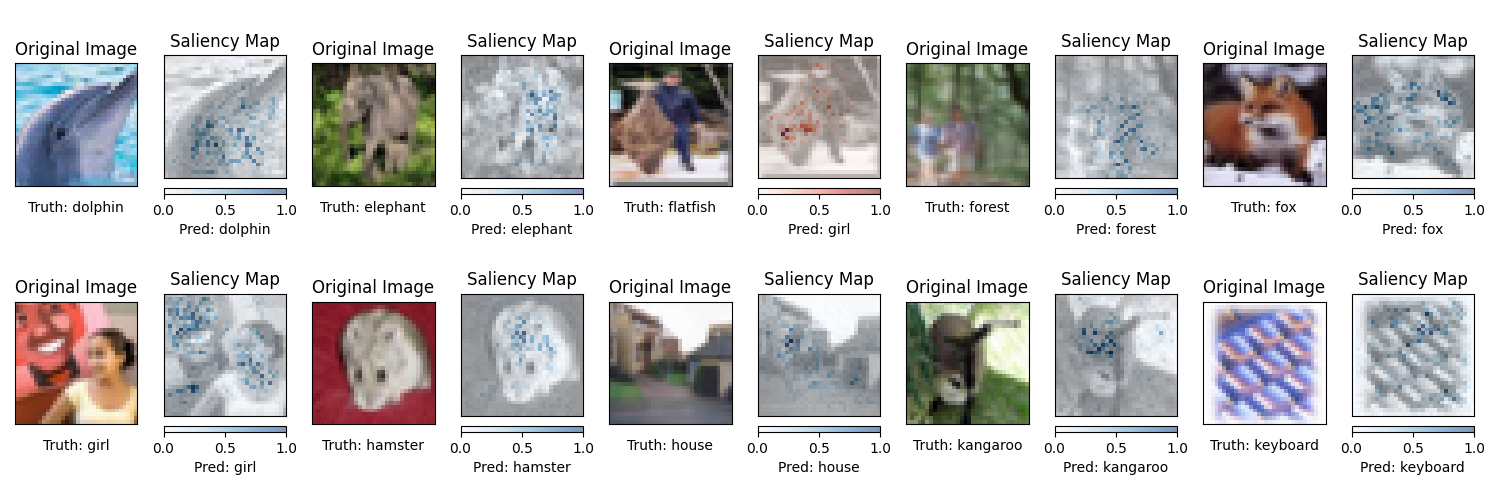 Original Image Saliency Map Original Image Saliency Map Original Image Saliency Map Original Image Saliency Map Original Image Saliency Map
Truth: dolphin 0.0 0.5 1.0 Truth: elephant 0.0 0.5 1.0 Truth: flatfish 0.0 0.5 1.0 Truth: forest 0.0 0.5 1.0 Truth: fox 0.0 0.5 1.0
Pred: dolphin Pred: elephant Pred: girl Pred: forest Pred: fox
Original Image Saliency Map Original Image Saliency Map Original Image Saliency Map Original Image Saliency Map Original Image Saliency Map
Truth: girl 0.0 0.5 1.0 Truth: hamster 0.0 0.5 1.0 Truth: house 0.0 0.5 1.0 Truth: kangaroo 0.0 0.5 1.0 Truth: keyboard 0.0 0.5 1.0
Pred: girl Pred: hamster Pred: house Pred: kangaroo Pred: keyboard